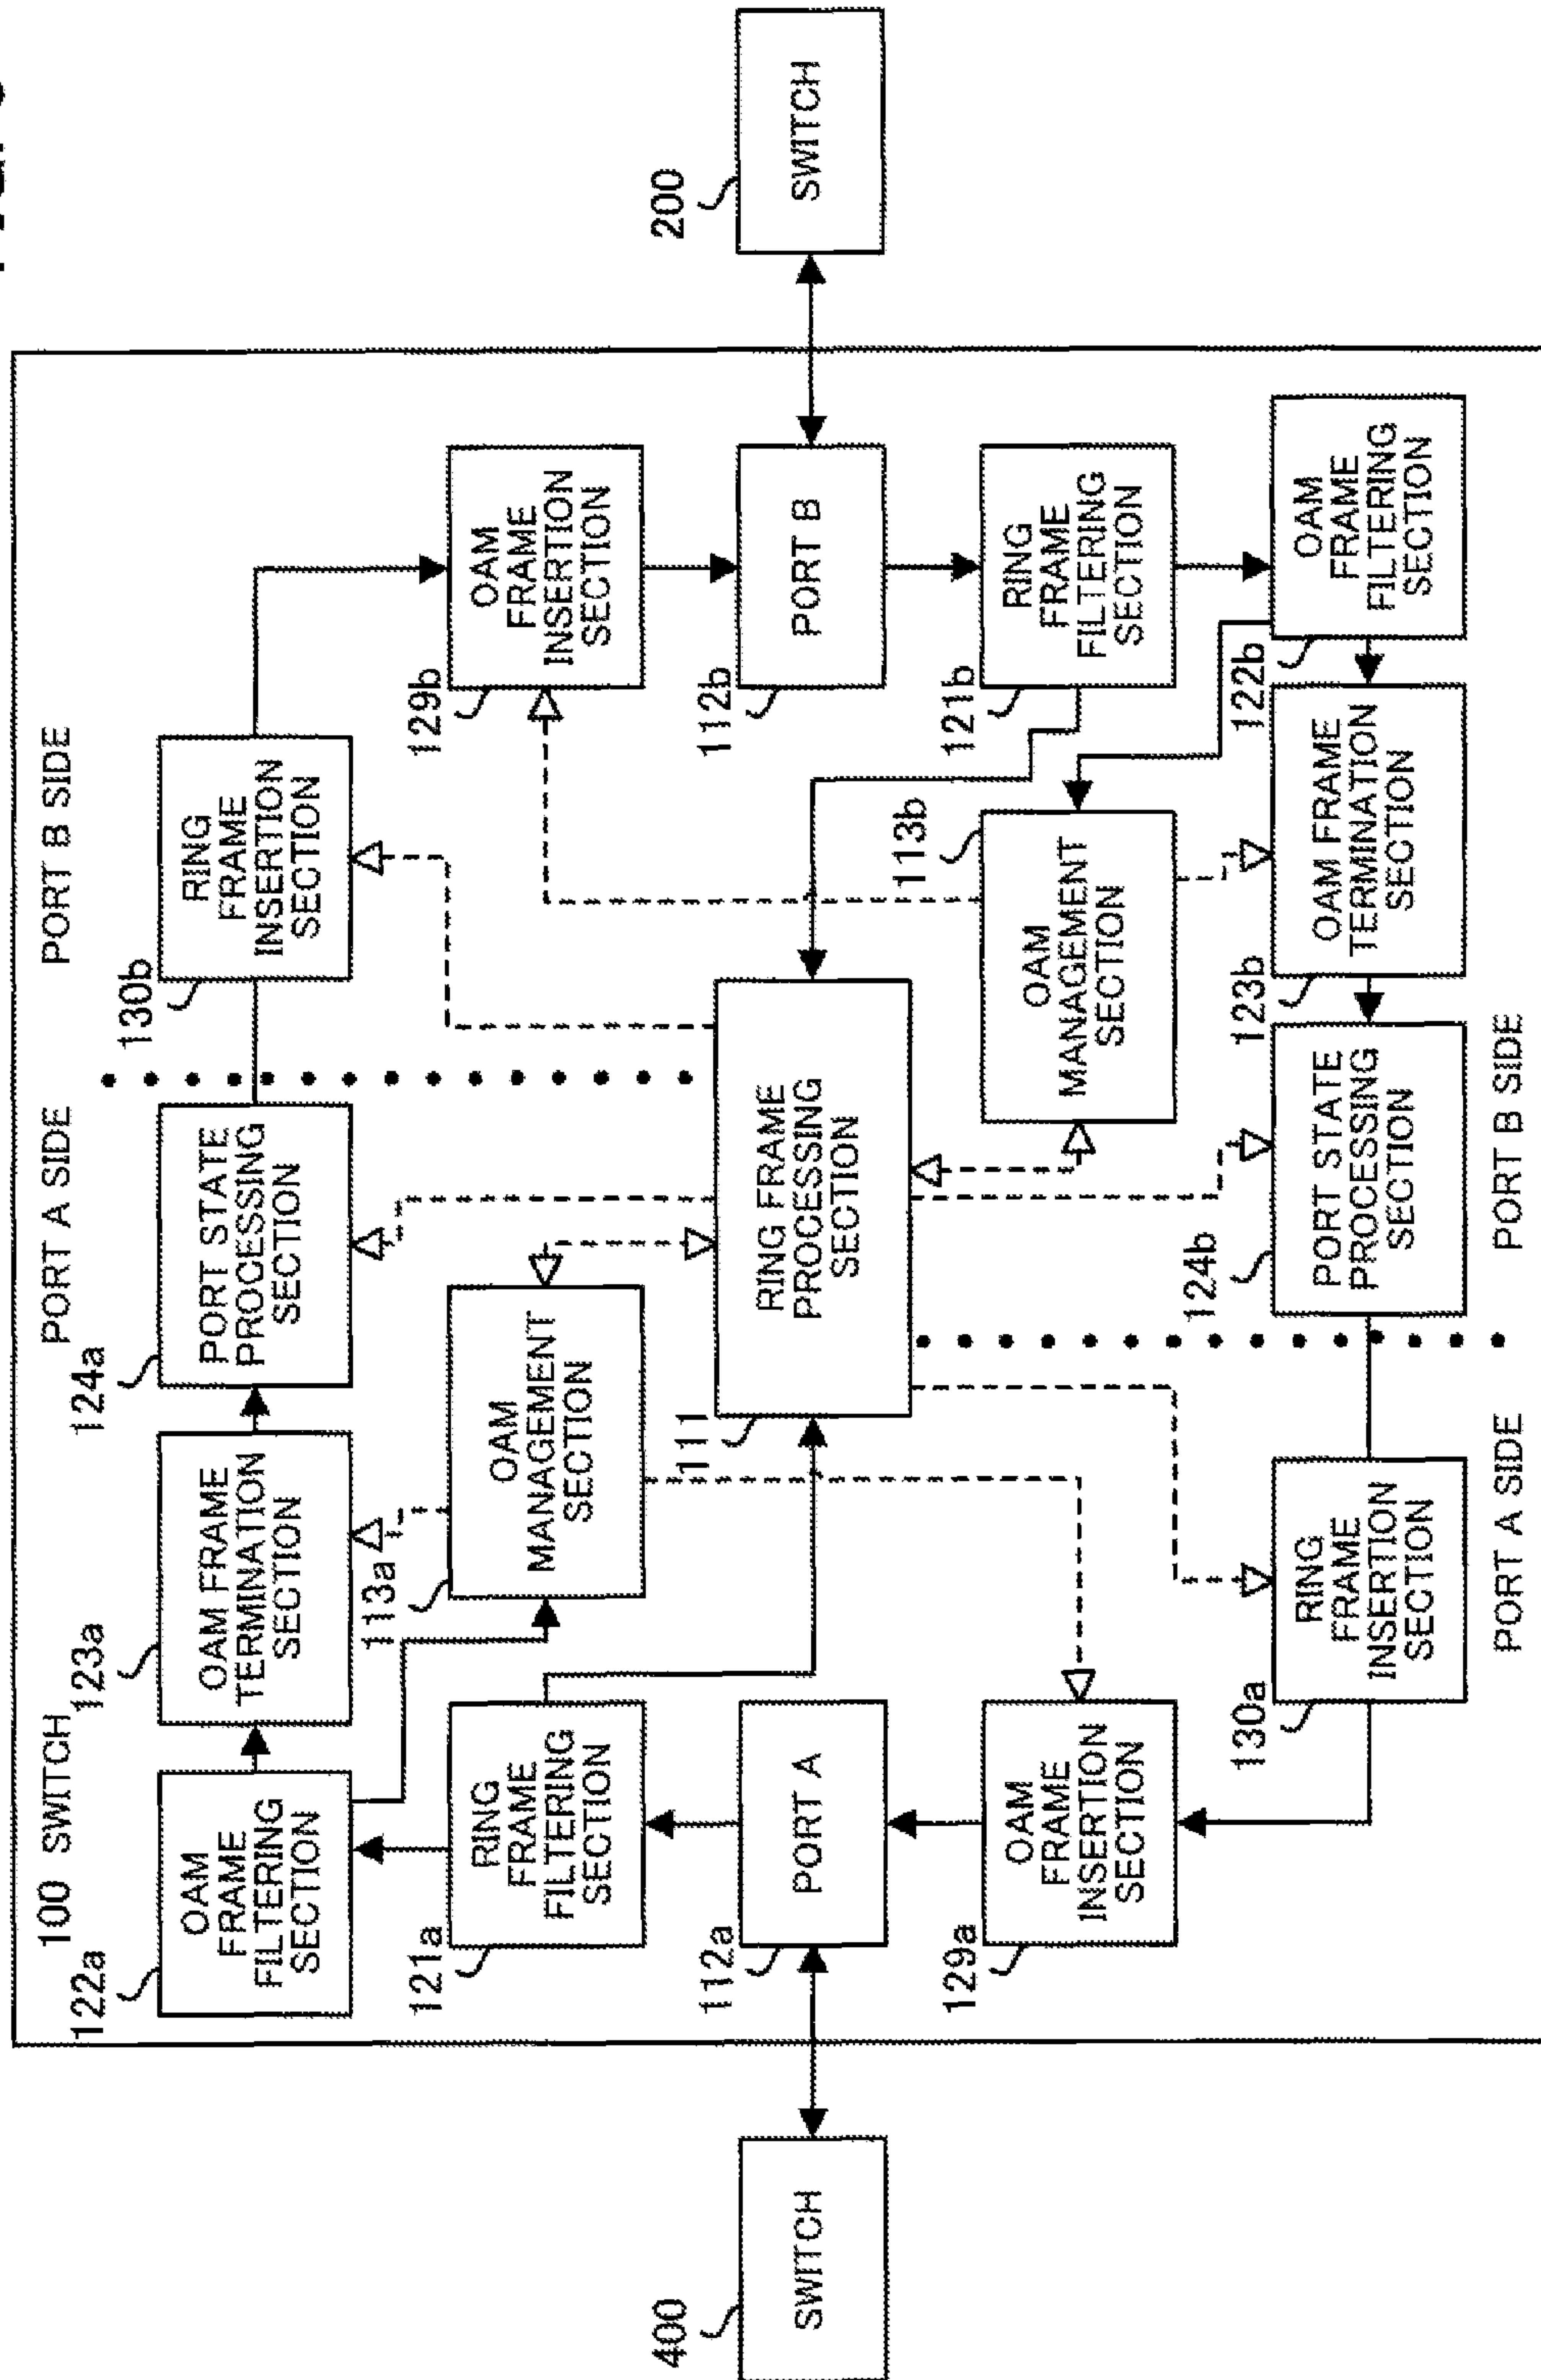 100 SWITCH
PORT A SIDE
PORT B SIDE
122a
OAM
FRAME
FILTERING
SECTION
123a
OAM FRAME
TERMINATION
SECTION
124a
PORT STATE
PROCESSING
SECTION
130b
RING
FRAME
INSERTION
SECTION
121a
RING
FRAME
FILTERING
SECTION
113a
OAM
MANAGEMENT
SECTION
129b
OAM
FRAME
INSERTION
SECTION
400
SWITCH
112a
PORT A
111
RING FRAME
PROCESSING
SECTION
112b
PORT B
200
SWITCH
129a
OAM
FRAME
INSERTION
SECTION
113b
OAM
MANAGEMENT
SECTION
121b
RING
FRAME
FILTERING
SECTION
130a
RING
FRAME
INSERTION
SECTION
124b
PORT STATE
PROCESSING
SECTION
123b
OAM FRAME
TERMINATION
SECTION
122b
OAM
FRAME
FILTERING
SECTION
PORT A SIDE
PORT B SIDE